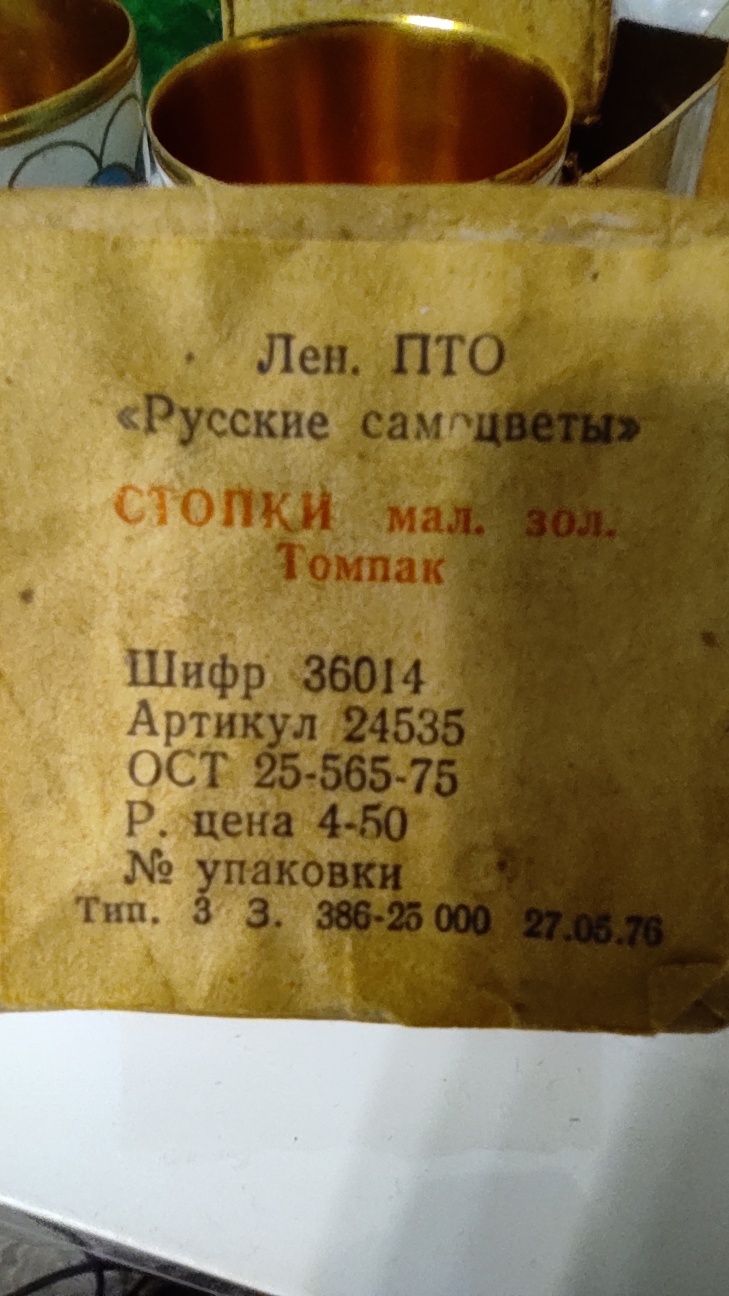 Лен. ПТО
«Русские самоцветы»
СТОПКИ мал. зол.
Томпак
Шифр 36014
Артикул 24535
ОСТ 25-565-75
Р. цена 4-50
№ упаковки
Тип. 3 З. 386-25 000 27.05.76